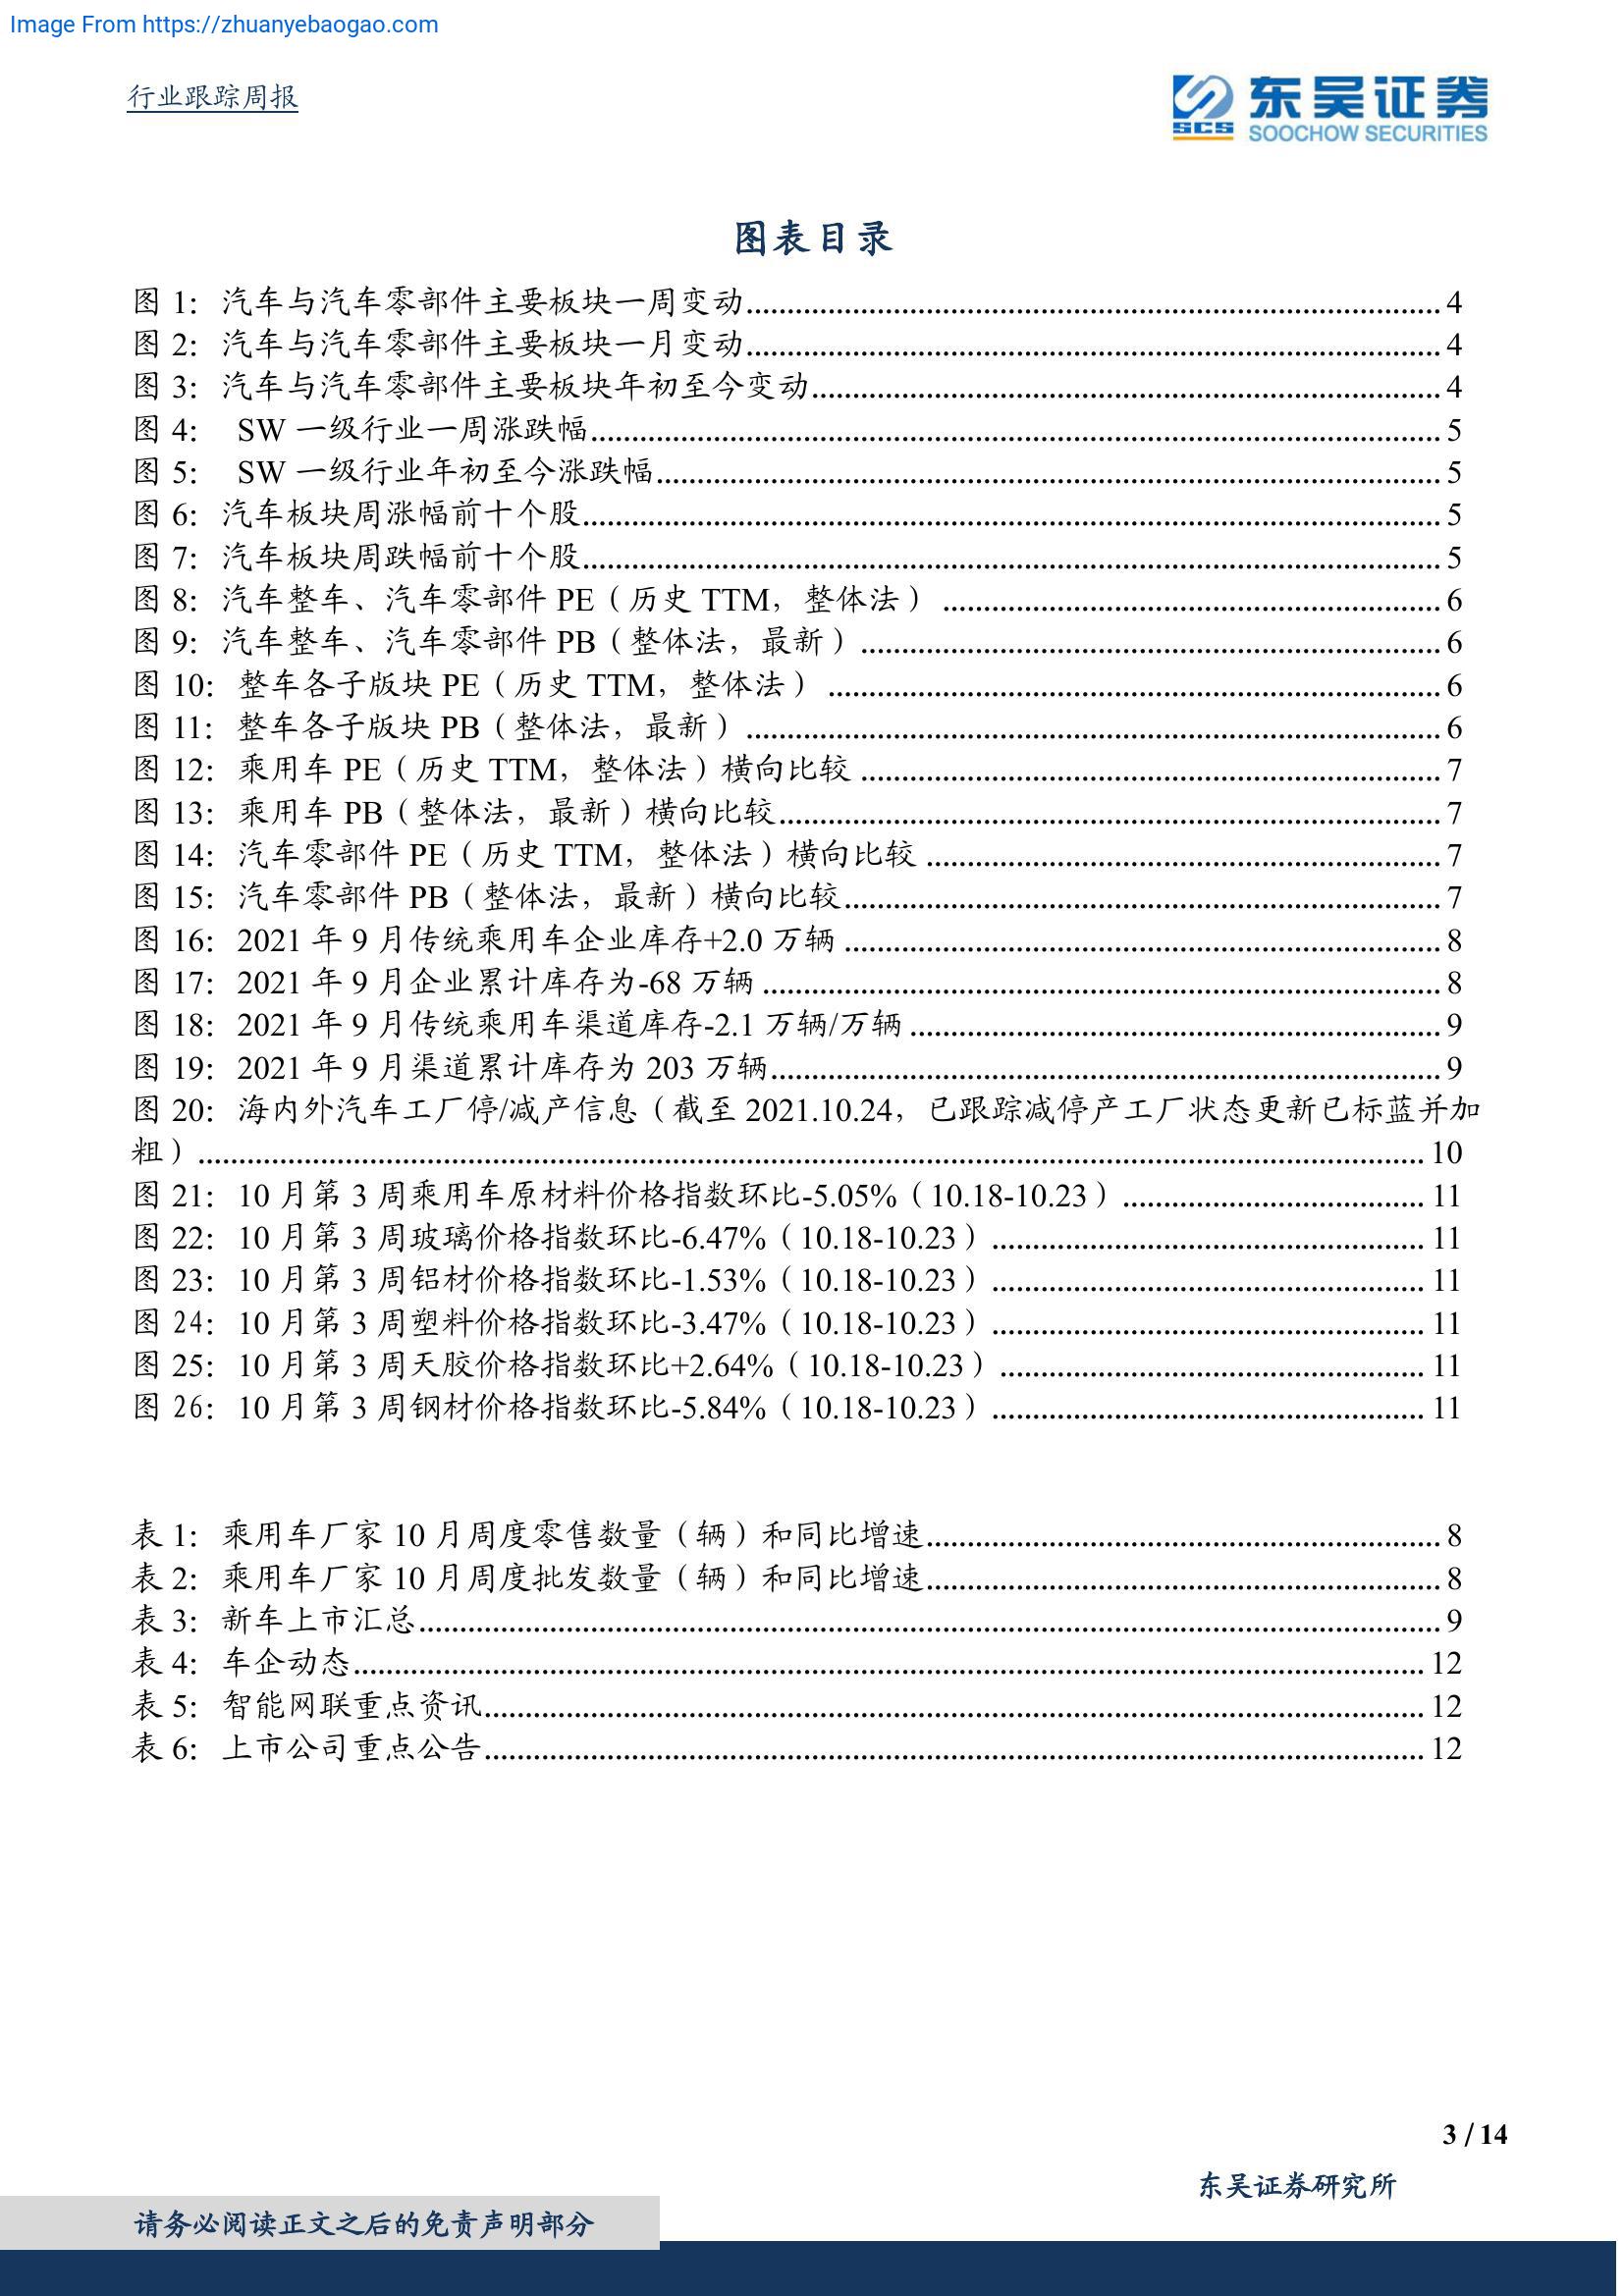 Image From https://zhuanyebaogao.com
行业跟踪周报
SCS
东吴证券
SOOCHOW SECURITIES
图表目录
图 1：汽车与汽车零部件主要板块一周变动 4
图 2：汽车与汽车零部件主要板块一月变动 4
图 3：汽车与汽车零部件主要板块年初至今变动 4
图 4： SW 一级行业一周涨跌幅 5
图 5： SW 一级行业年初至今涨跌幅 5
图 6：汽车板块周涨幅前十个股 5
图 7：汽车板块周跌幅前十个股 5
图 8：汽车整车、汽车零部件 PE（历史 TTM，整体法） 6
图 9：汽车整车、汽车零部件 PB（整体法，最新） 6
图 10：整车各子版块 PE（历史 TTM，整体法） 6
图 11：整车各子版块 PB（整体法，最新） 6
图 12：乘用车 PE（历史 TTM，整体法）横向比较 7
图 13：乘用车 PB（整体法，最新）横向比较 7
图 14：汽车零部件 PE（历史 TTM，整体法）横向比较 7
图 15：汽车零部件 PB（整体法，最新）横向比较 7
图 16：2021 年 9 月传统乘用车企业库存+2.0 万辆 8
图 17：2021 年 9 月企业累计库存为-68 万辆 8
图 18：2021 年 9 月传统乘用车渠道库存-2.1 万辆/万辆 9
图 19：2021 年 9 月渠道累计库存为 203 万辆 9
图 20：海内外汽车工厂停/减产信息（截至 2021.10.24，已跟踪减停产工厂状态更新已标蓝并加
粗） 10
图 21：10 月第 3 周乘用车原材料价格指数环比-5.05%（10.18-10.23） 11
图 22：10 月第 3 周玻璃价格指数环比-6.47%（10.18-10.23） 11
图 23：10 月第 3 周铝材价格指数环比-1.53%（10.18-10.23） 11
图 24：10 月第 3 周塑料价格指数环比-3.47%（10.18-10.23） 11
图 25：10 月第 3 周天胶价格指数环比+2.64%（10.18-10.23） 11
图 26：10 月第 3 周钢材价格指数环比-5.84%（10.18-10.23） 11
表 1：乘用车厂家 10 月周度零售数量（辆）和同比增速 8
表 2：乘用车厂家 10 月周度批发数量（辆）和同比增速 8
表 3：新车上市汇总 9
表 4：车企动态 12
表 5：智能网联重点资讯 12
表 6：上市公司重点公告 12
3 / 14
东吴证券研究所
请务必阅读正文之后的免责声明部分